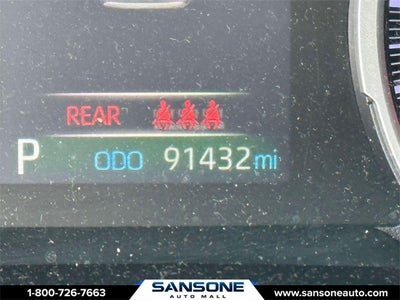 REAR
P ODO 91432 mi
1-800-726-7663 SANSONE AUTO MALL www.sansoneauto.com